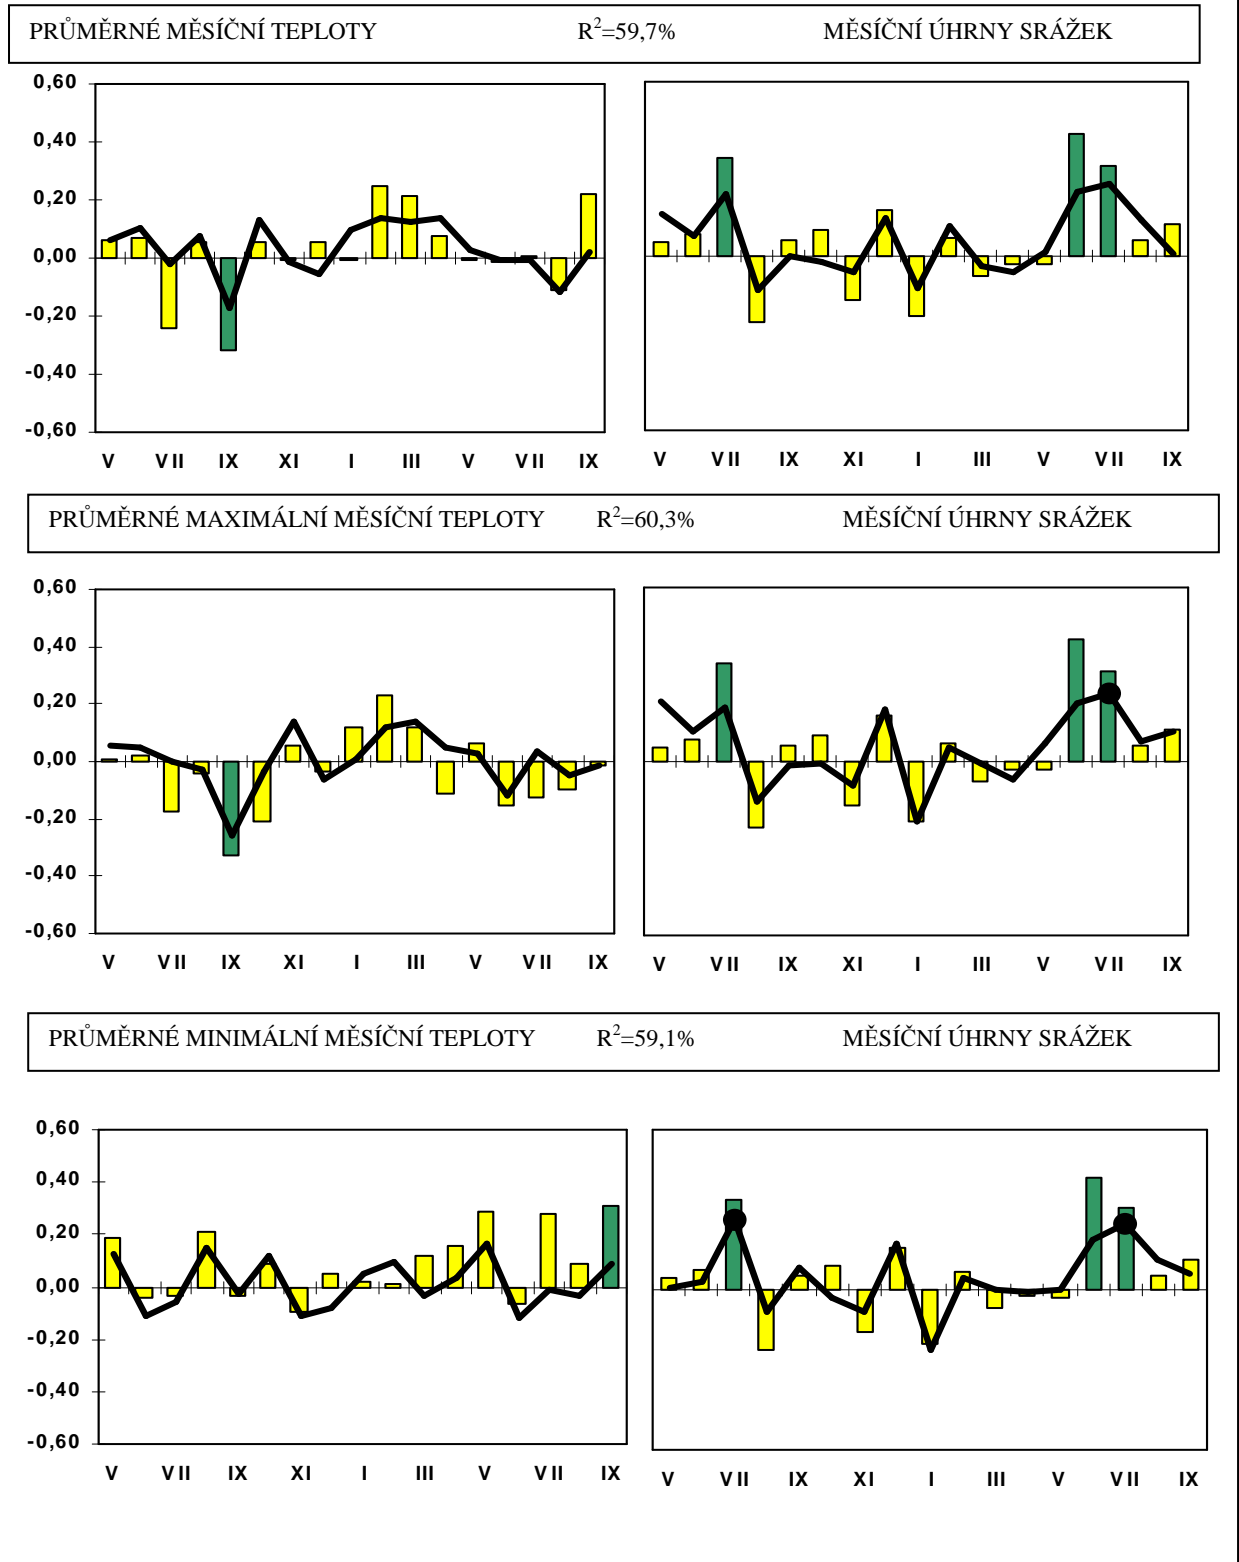 PRŮMĚRNÉ MĚSÍČNÍ TEPLOTY R²=59,7% MĚSÍČNÍ ÚHRNY SRÁŽEK
0,60
0,40
0,20
0,00
-0,20
-0,40
-0,60
V VII IX XI I III V VII IX
V VII IX XI I III V VII IX
PRŮMĚRNÉ MAXIMÁLNÍ MĚSÍČNÍ TEPLOTY R²=60,3% MĚSÍČNÍ ÚHRNY SRÁŽEK
0,60
0,40
0,20
0,00
-0,20
-0,40
-0,60
V VII IX XI I III V VII IX
V VII IX XI I III V VII IX
PRŮMĚRNÉ MINIMÁLNÍ MĚSÍČNÍ TEPLOTY R²=59,1% MĚSÍČNÍ ÚHRNY SRÁŽEK
0,60
0,40
0,20
0,00
-0,20
-0,40
-0,60
V VII IX XI I III V VII IX
V VII IX XI I III V VII IX